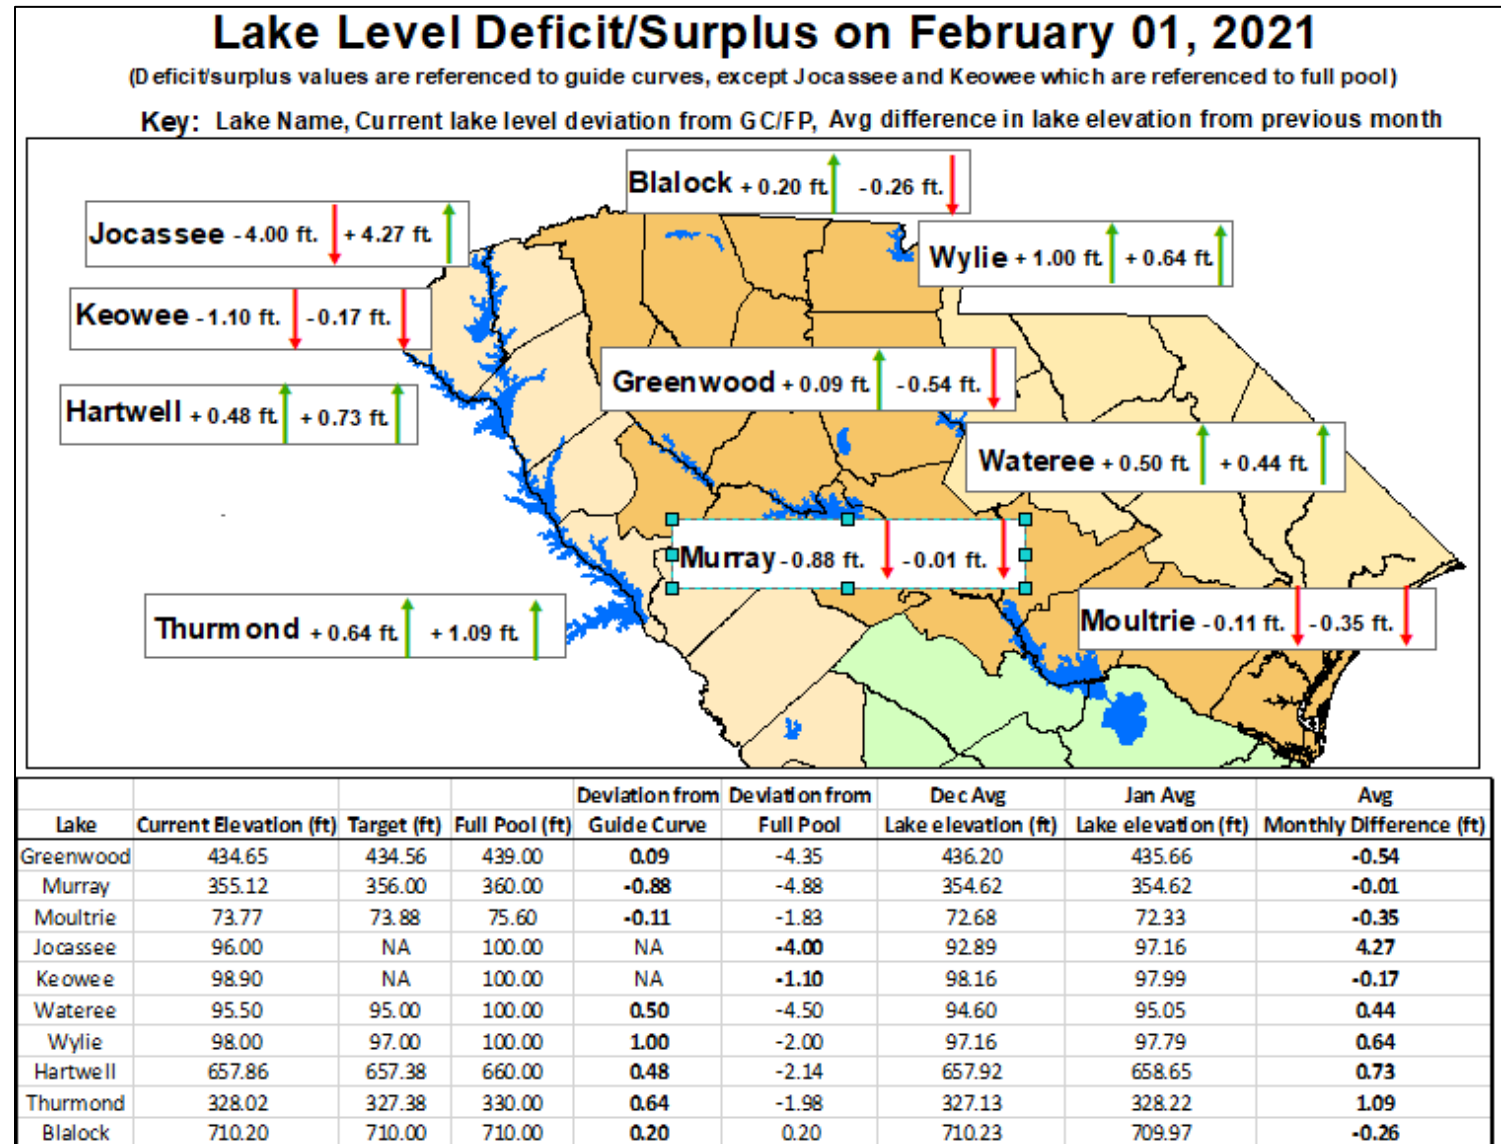 Lake Level Deficit/Surplus on February 01, 2021
(Deficit/surplus values are referenced to guide curves, except Jocassee and Keowee which are referenced to full pool)
Key: Lake Name, Current lake level deviation from GC/FP, Avg difference in lake elevation from previous month
Blalock + 0.20 ft. - 0.26 ft.
Jocassee - 4.00 ft. + 4.27 ft.
Wylie + 1.00 ft. + 0.64 ft.
Keowee - 1.10 ft. - 0.17 ft.
Greenwood + 0.09 ft. - 0.54 ft.
Hartwell + 0.48 ft. + 0.73 ft.
Wateree + 0.50 ft. + 0.44 ft.
Murray - 0.88 ft. - 0.01 ft.
Thurmond + 0.64 ft. + 1.09 ft.
Moultrie - 0.11 ft. - 0.35 ft.
Deviation from Deviation from Dec Avg Jan Avg Avg
Lake Current Elevation (ft) Target (ft) Full Pool (ft) Guide Curve Full Pool Lake elevation (ft) Lake elevation (ft) Monthly Difference (ft)
Greenwood 434.65 434.56 439.00 0.09 -4.35 436.20 435.66 -0.54
Murray 355.12 356.00 360.00 -0.88 -4.88 354.62 354.62 -0.01
Moultrie 73.77 73.88 75.60 -0.11 -1.83 72.68 72.33 -0.35
Jocassee 96.00 NA 100.00 NA -4.00 92.89 97.16 4.27
Keowee 98.90 NA 100.00 NA -1.10 98.16 97.99 -0.17
Wateree 95.50 95.00 100.00 0.50 -4.50 94.60 95.05 0.44
Wylie 98.00 97.00 100.00 1.00 -2.00 97.16 97.79 0.64
Hartwell 657.86 657.38 660.00 0.48 -2.14 657.92 658.65 0.73
Thurmond 328.02 327.38 330.00 0.64 -1.98 327.13 328.22 1.09
Blalock 710.20 710.00 710.00 0.20 0.20 710.23 709.97 -0.26